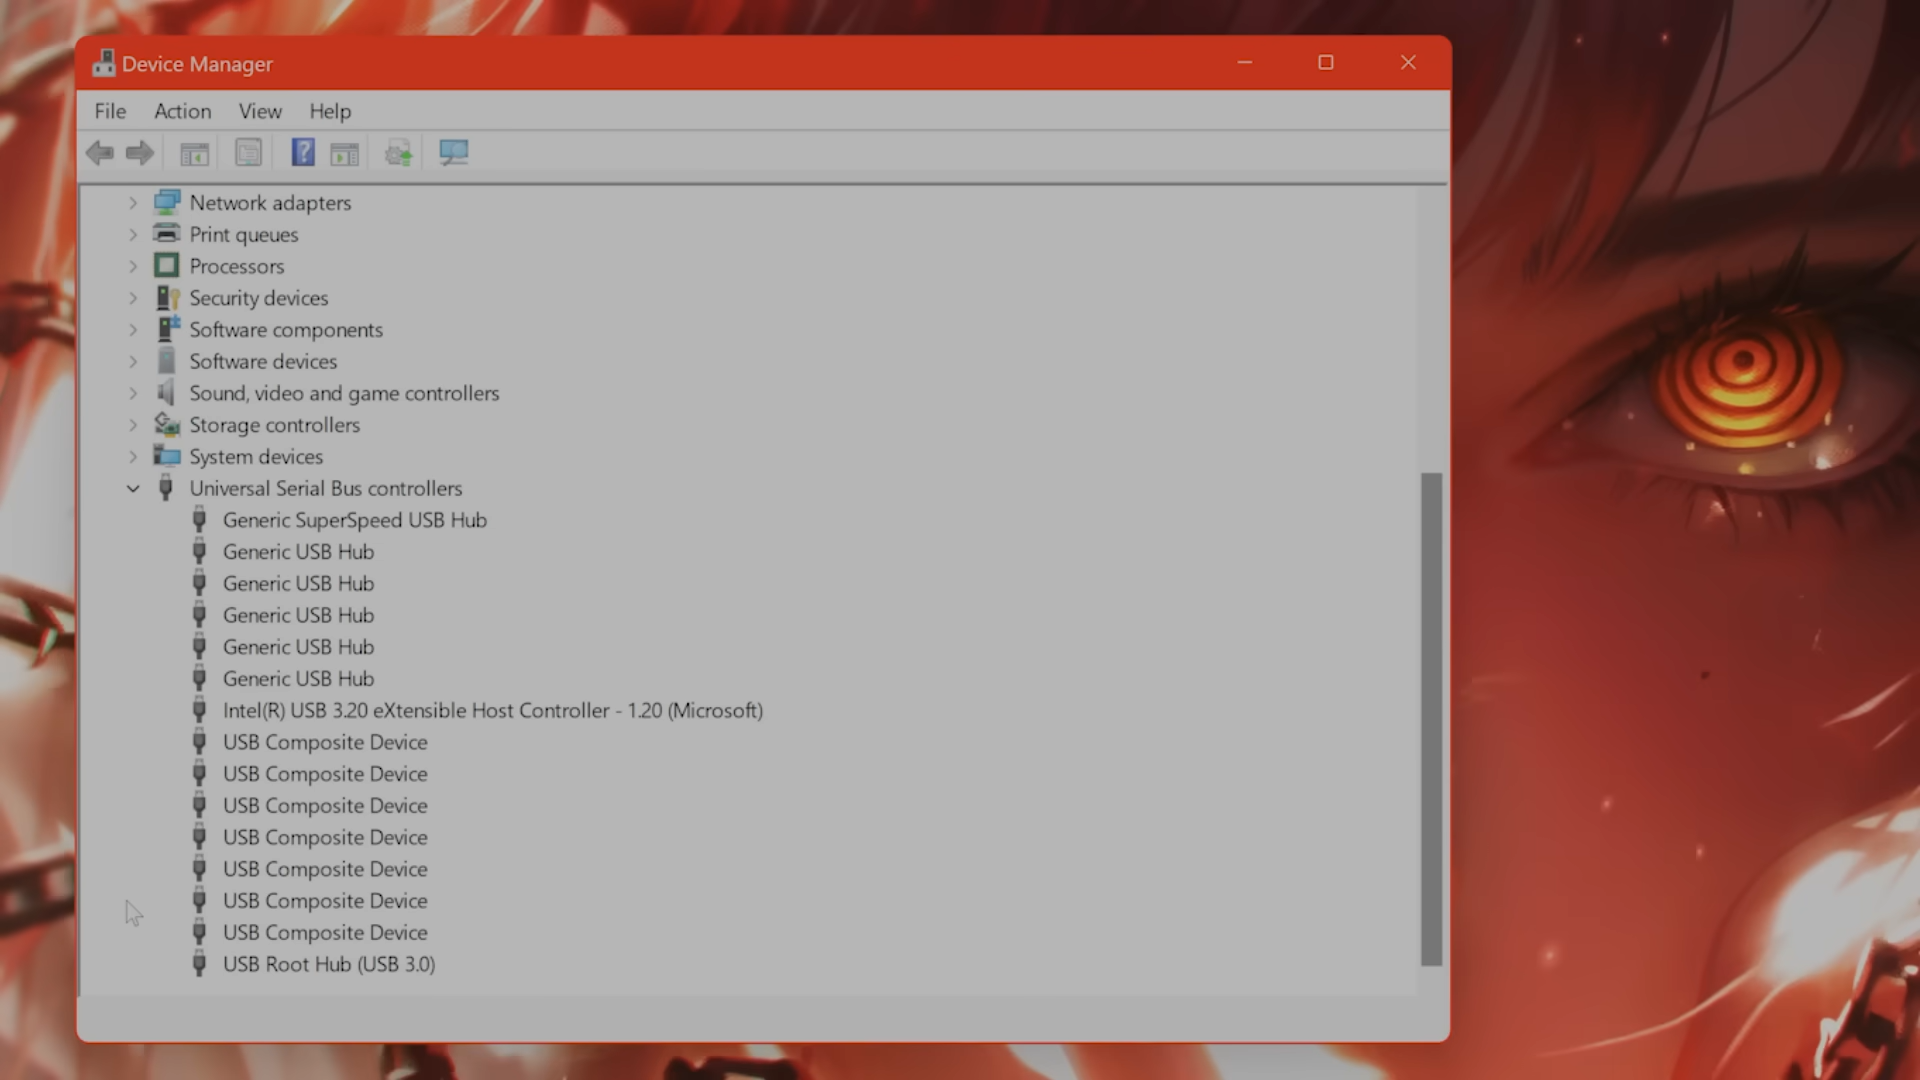 Device Manager
File Action View Help
Network adapters
Print queues
Processors
Security devices
Software components
Software devices
Sound, video and game controllers
Storage controllers
System devices
Universal Serial Bus controllers
Generic SuperSpeed USB Hub
Generic USB Hub
Generic USB Hub
Generic USB Hub
Generic USB Hub
Generic USB Hub
Intel(R) USB 3.20 eXtensible Host Controller - 1.20 (Microsoft)
USB Composite Device
USB Composite Device
USB Composite Device
USB Composite Device
USB Composite Device
USB Composite Device
USB Composite Device
USB Root Hub (USB 3.0)